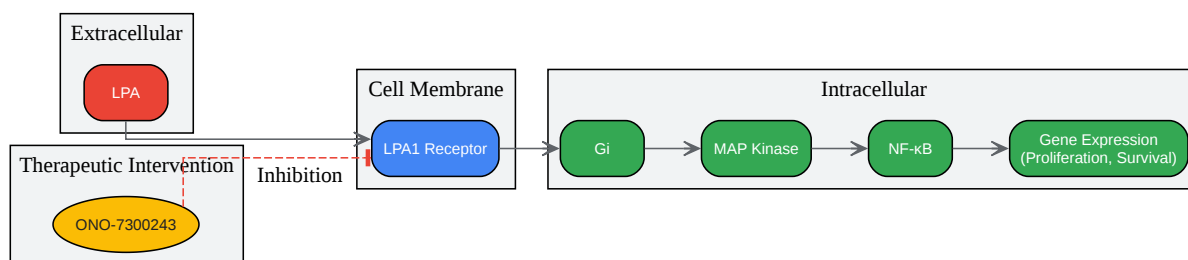 Extracellular
LPA
Therapeutic Intervention
ONO-7300243
Inhibition
Cell Membrane
LPA1 Receptor
Intracellular
Gi
MAP Kinase
NF-κB
Gene Expression
(Proliferation, Survival)